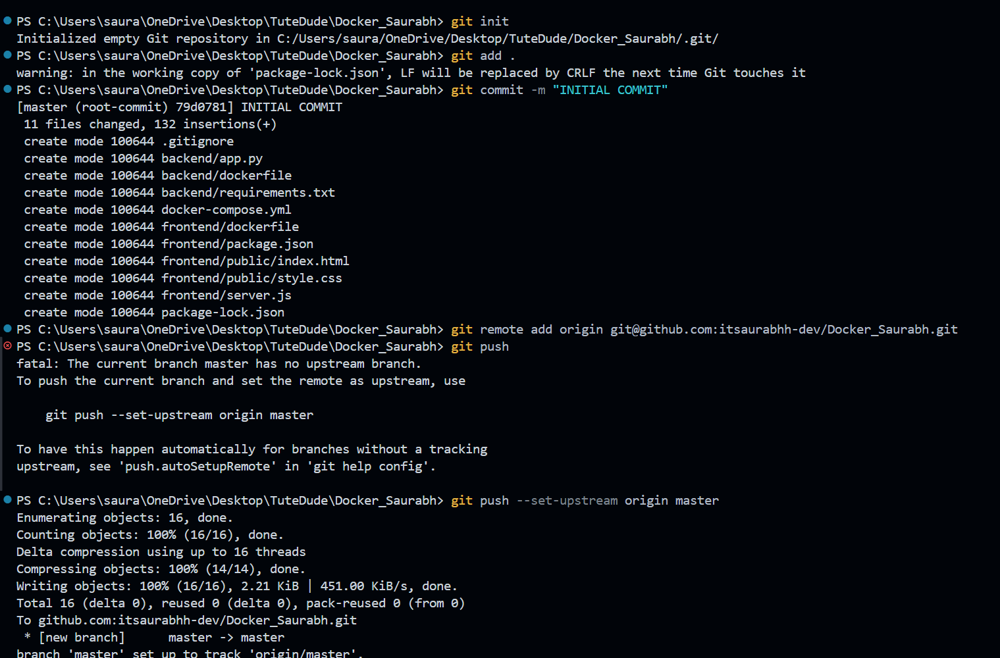 PS C:\Users\saura\OneDrive\Desktop\TuteDude\Docker_Saurabh> git init
Initialized empty Git repository in C:/Users/saura/OneDrive/Desktop/TuteDude/Docker_Saurabh/.git/
PS C:\Users\saura\OneDrive\Desktop\TuteDude\Docker_Saurabh> git add .
warning: in the working copy of 'package-lock.json', LF will be replaced by CRLF the next time Git touches it
PS C:\Users\saura\OneDrive\Desktop\TuteDude\Docker_Saurabh> git commit -m "INITIAL COMMIT"
[master (root-commit) 79d0781] INITIAL COMMIT
 11 files changed, 132 insertions(+)
 create mode 100644 .gitignore
 create mode 100644 backend/app.py
 create mode 100644 backend/dockerfile
 create mode 100644 backend/requirements.txt
 create mode 100644 docker-compose.yml
 create mode 100644 frontend/dockerfile
 create mode 100644 frontend/package.json
 create mode 100644 frontend/public/index.html
 create mode 100644 frontend/public/style.css
 create mode 100644 frontend/server.js
 create mode 100644 package-lock.json
PS C:\Users\saura\OneDrive\Desktop\TuteDude\Docker_Saurabh> git remote add origin git@github.com:itsaurabhh-dev/Docker_Saurabh.git
PS C:\Users\saura\OneDrive\Desktop\TuteDude\Docker_Saurabh> git push
fatal: The current branch master has no upstream branch.
To push the current branch and set the remote as upstream, use

    git push --set-upstream origin master

To have this happen automatically for branches without a tracking
upstream, see 'push.autoSetupRemote' in 'git help config'.

PS C:\Users\saura\OneDrive\Desktop\TuteDude\Docker_Saurabh> git push --set-upstream origin master
Enumerating objects: 16, done.
Counting objects: 100% (16/16), done.
Delta compression using up to 16 threads
Compressing objects: 100% (14/14), done.
Writing objects: 100% (16/16), 2.21 KiB | 451.00 KiB/s, done.
Total 16 (delta 0), reused 0 (delta 0), pack-reused 0 (from 0)
To github.com:itsaurabhh-dev/Docker_Saurabh.git
 * [new branch]      master -> master
branch 'master' set up to track 'origin/master'.